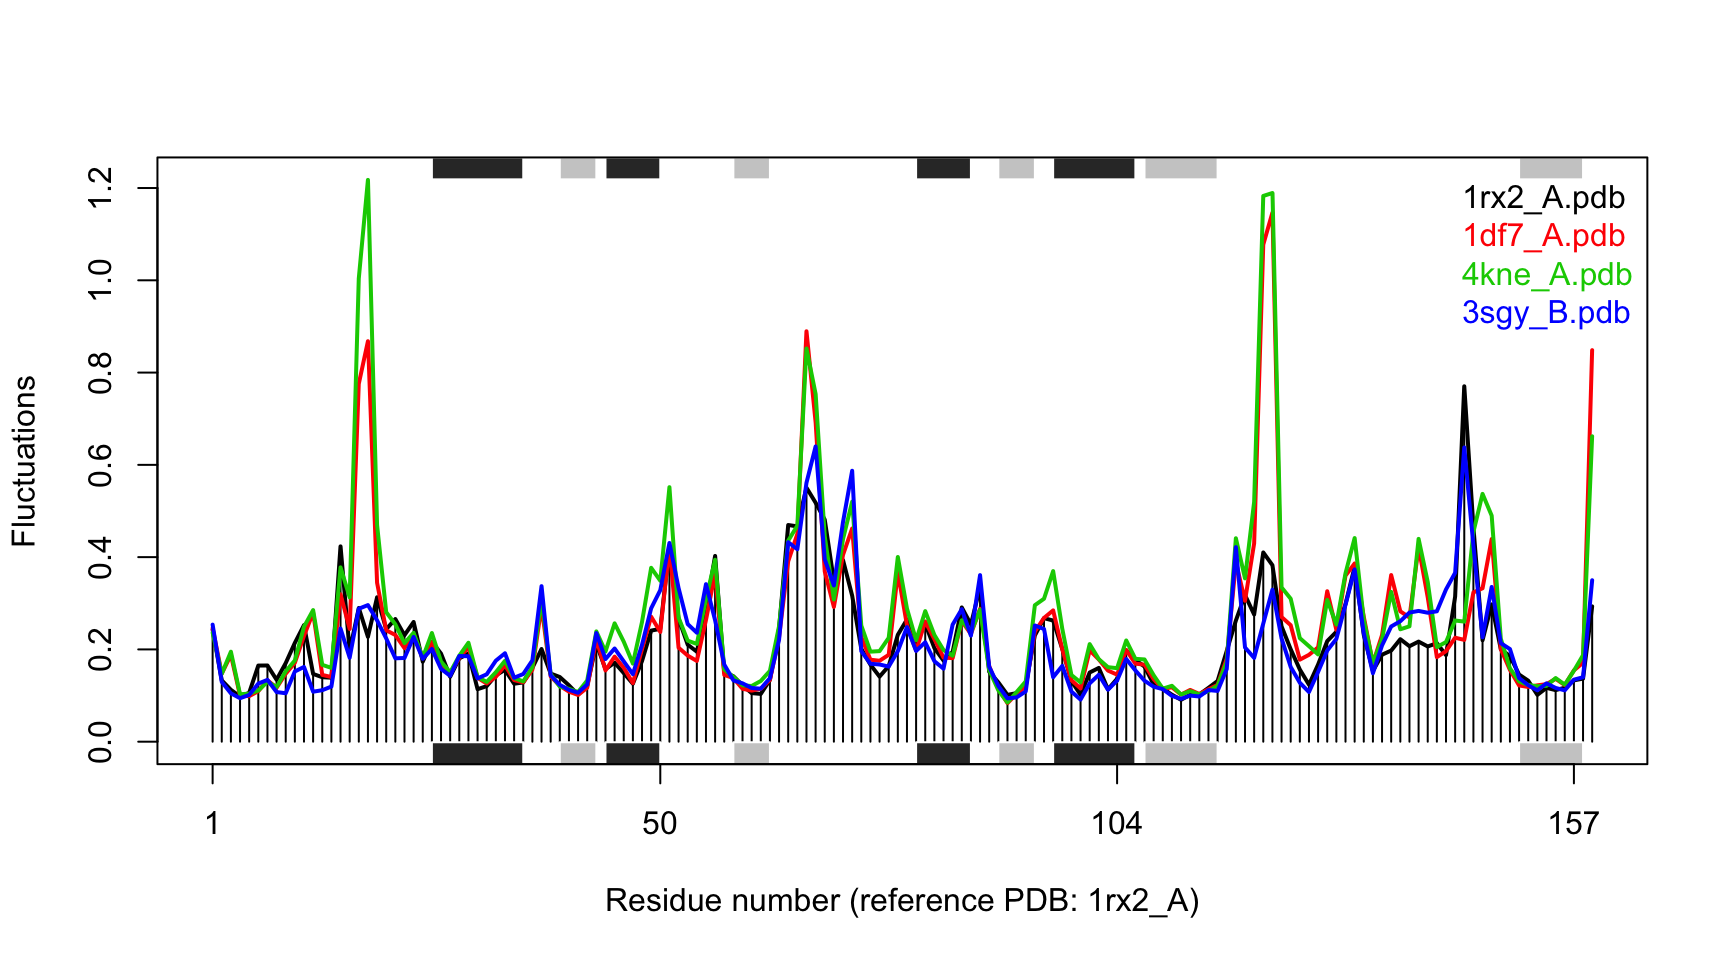 1.2
1.0
0.8
0.6
0.4
0.2
0.0
Fluctuations
1rx2_A.pdb
1df7_A.pdb
4kne_A.pdb
3sgy_B.pdb
1 50 104 157
Residue number (reference PDB: 1rx2_A)